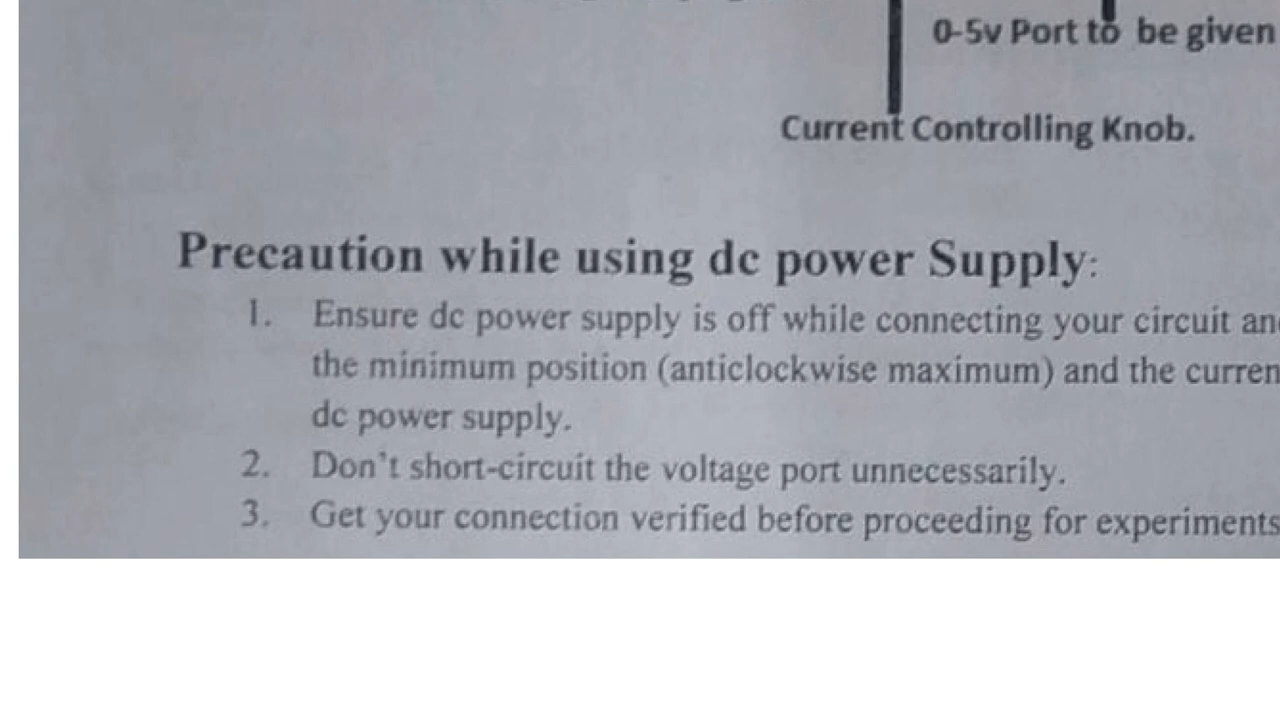 0-5v Port to be given
Current Controlling Knob.
Precaution while using dc power Supply:
1. Ensure dc power supply is off while connecting your circuit
the minimum position (anticlockwise maximum) and the
dc power supply.
2. Don't short-circuit the voltage port unnecessarily.
3. Get your connection verified before proceeding for experiments